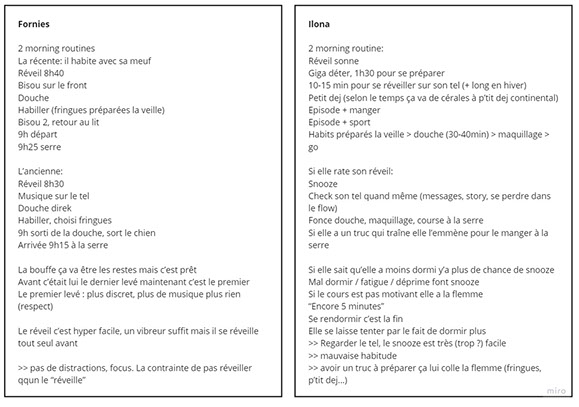 Fornies
2 morning routines
La récente: il habite avec sa meuf
Réveil 8h40
Bisou sur le front
Douche
Habiller (fringues préparées la veille)
Bisou 2, retour au lit
9h départ
9h25 serre
L'ancienne:
Réveil 8h30
Musique sur le tel
Douche direk
Habiller, choisi fringues
9h sorti de la douche, sort le chien
Arrivée 9h15 à la serre
La bouffe ça va être les restes mais c'est prêt
Avant c'était lui le dernier levé maintenant c'est le premier
Le premier levé : plus discret, plus de musique plus rien
(respect)
Le réveil c'est hyper facile, un vibreur suffit mais il se réveille
tout seul avant
>> pas de distractions, focus. La contrainte de pas réveiller
qqun le "réveille"
Ilona
2 morning routine:
Réveil sonne
Giga déter, 1h30 pour se préparer
10-15 min pour se réveiller sur son tel (+ long en hiver)
Petit dej (selon le temps ça va de cérales à p'tit dej continental)
Episode + manger
Episode + sport
Habits préparés la veille > douche (30-40min) > maquillage >
go
Si elle rate son réveil:
Snooze
Check son tel quand même (messages, story, se perdre dans
le flow)
Fonce douche, maquillage, course à la serre
Si elle a un truc qui traîne elle l'emmène pour le manger à la
serre
Si elle sait qu'elle a moins dormi y'a plus de chance de snooze
Mal dormir / fatigue / déprime font snooze
Si le cours est pas motivant elle a la flemme
"Encore 5 minutes"
Se rendormir c'est la fin
Elle se laisse tenter par le fait de dormir plus
>> Regarder le tel, le snooze est très (trop ?) facile
>> mauvaise habitude
>> avoir un truc à préparer ça lui colle la flemme (fringues,
p'tit dej...)
miro